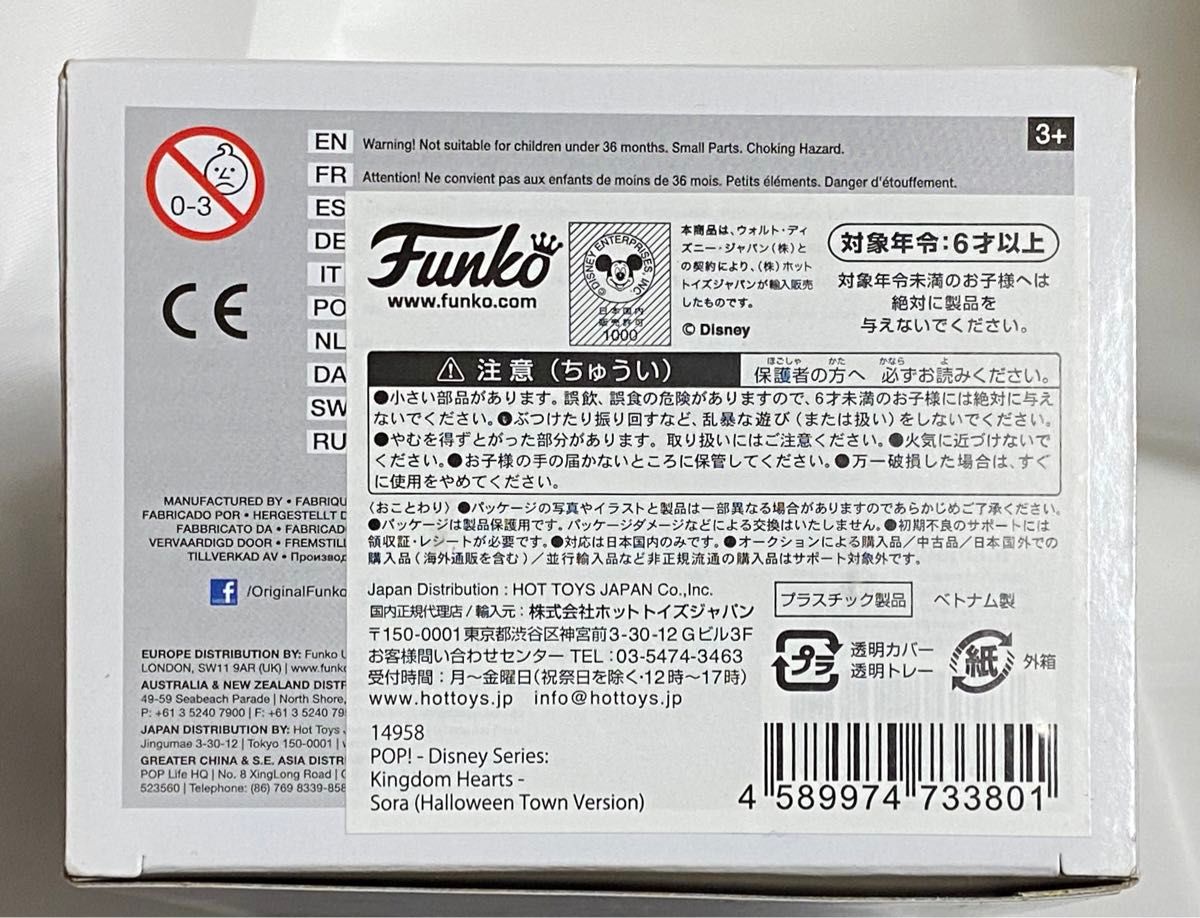 3+
0-3
EN Warning! Not suitable for children under 36 months. Small Parts. Choking Hazard.
FR Attention! Ne convient pas aux enfants de moins de 36 mois. Petits éléments. Danger d'étouffement.
ES
DE
IT
PO
NL
DA
SW
RU
CE
MANUFACTURED BY • FABRIQU
FABRICADO POR • HERGESTELLT D
FABBRICATO DA • FABRICAD
VERVAARDIGD DOOR • FREMSTILL
TILLVERKAD AV • Производ
f /OriginalFunko
EUROPE DISTRIBUTION BY: Funko U
LONDON, SW11 9AR (UK) | www.funko
AUSTRALIA & NEW ZEALAND DISTR
49-59 Seabeach Parade | North Shore,
P: +61 3 5240 7900 | F: +61 3 5240 79
JAPAN DISTRIBUTION BY: Hot Toys
Jingumae 3-30-12 | Tokyo 150-0001 |
GREATER CHINA & S.E. ASIA DISTRI
POP Life HQ | No. 8 XingLong Road |
523560 | Telephone: (86) 769 8339-858
Funko
www.funko.com
©DISNEY ENTERPRISES, INC
日本国内
販売許可
1000
本商品は、ウォルト・ディ
ズニー・ジャパン(株)と
の契約により、(株)ホット
トイズジャパンが輸入販売
したものです。
© Disney
対象年令:6才以上
対象年令未満のお子様へは
絶対に製品を
与えないでください。
注意(ちゅうい)
ほごしゃ かた かなら よ
保護者の方へ 必ずお読みください。
●小さい部品があります。誤飲、誤食の危険がありますので、6才未満のお子様には絶対に与え
ないでください。●ぶつけたり振り回すなど、乱暴な遊び(または扱い)をしないでください。
●やむを得ずとがった部分があります。取り扱いにはご注意ください。●火気に近づけないで
ください。●お子様の手の届かないところに保管してください。●万一破損した場合は、すぐ
に使用をやめてください。
〈おことわり〉●パッケージの写真やイラストと製品は一部異なる場合がありますのであらかじめご了承ください。
●パッケージは製品保護用です。パッケージダメージなどによる交換はいたしません。●初期不良のサポートには
領収証・レシートが必要です。●対応は日本国内のみです。●オークションによる購入品/中古品/日本国外での
購入品(海外通販を含む)/並行輸入品など非正規流通の購入品はサポート対象外です。
Japan Distribution : HOT TOYS JAPAN Co.,Inc.
国内正規代理店/輸入元:株式会社ホットトイズジャパン
〒150-0001東京都渋谷区神宮前3-30-12 Gビル3F
お客様問い合わせセンター TEL:03-5474-3463
受付時間:月〜金曜日(祝祭日を除く・12時〜17時)
www.hottoys.jp info@hottoys.jp
プラスチック製品 ベトナム製
プラ 透明カバー
透明トレー
紙 外箱
14958
POP! - Disney Series:
Kingdom Hearts -
Sora (Halloween Town Version)
4 589974 733801